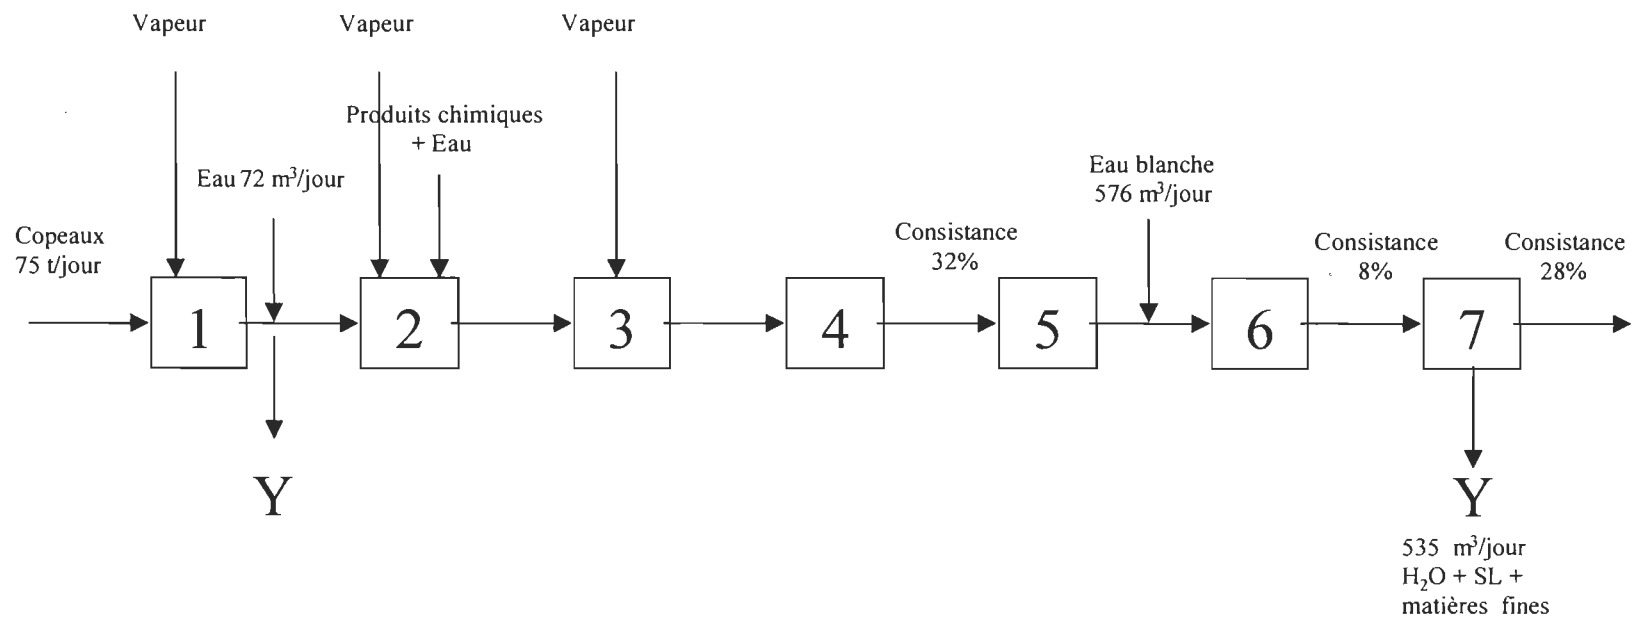 Vapeur
Vapeur
Vapeur
Produits chimiques
+ Eau
Eau 72 m³/jour
Eau blanche
576 m³/jour
Copeaux
75 t/jour
Consistance
32%
Consistance
8%
Consistance
28%
1
2
3
4
5
6
7
Y
Y
535 m³/jour
H₂O + SL +
matières fines